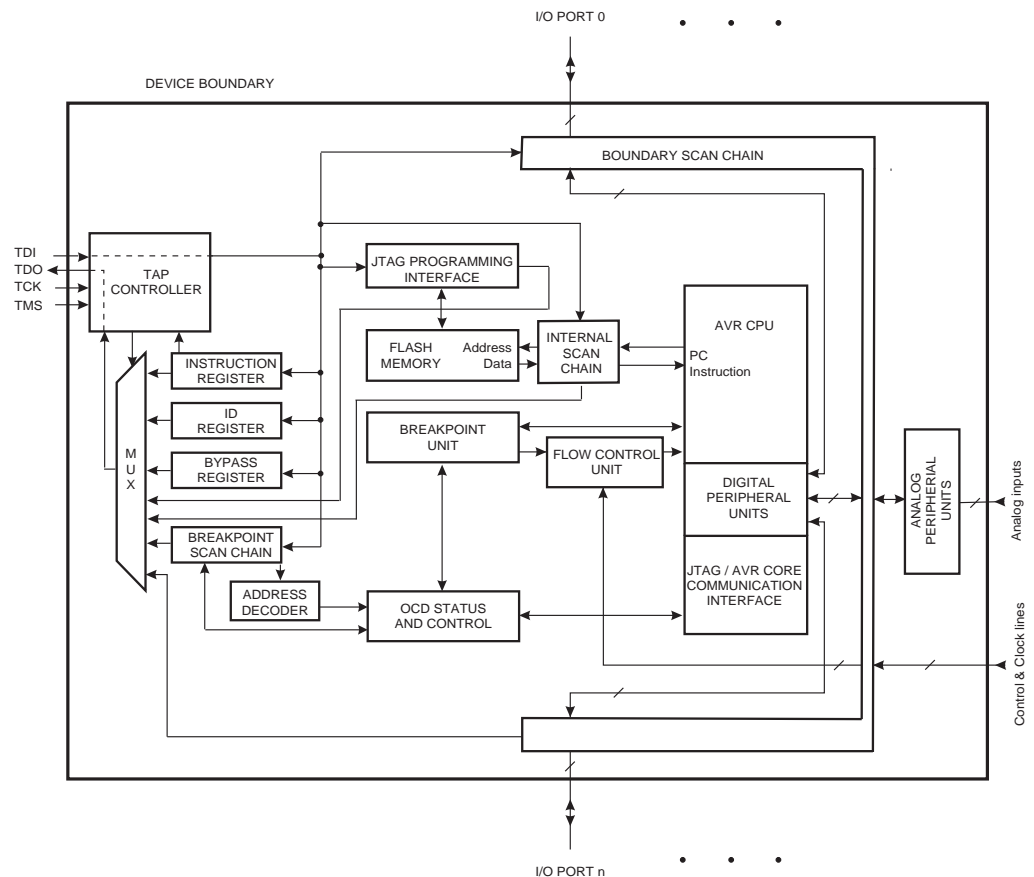 I/O PORT 0
DEVICE BOUNDARY
BOUNDARY SCAN CHAIN
TDI
TDO
TCK
TMS
TAP
CONTROLLER
JTAG PROGRAMMING
INTERFACE
AVR CPU
FLASH
MEMORY
Address
Data
INTERNAL
SCAN
CHAIN
PC
Instruction
INSTRUCTION
REGISTER
ID
REGISTER
BYPASS
REGISTER
MUX
BREAKPOINT
UNIT
FLOW CONTROL
UNIT
DIGITAL
PERIPHERAL
UNITS
ANALOG
PERIPHERIAL
UNITS
Analog inputs
BREAKPOINT
SCAN CHAIN
ADDRESS
DECODER
OCD STATUS
AND CONTROL
JTAG / AVR CORE
COMMUNICATION
INTERFACE
Control & Clock lines
I/O PORT n